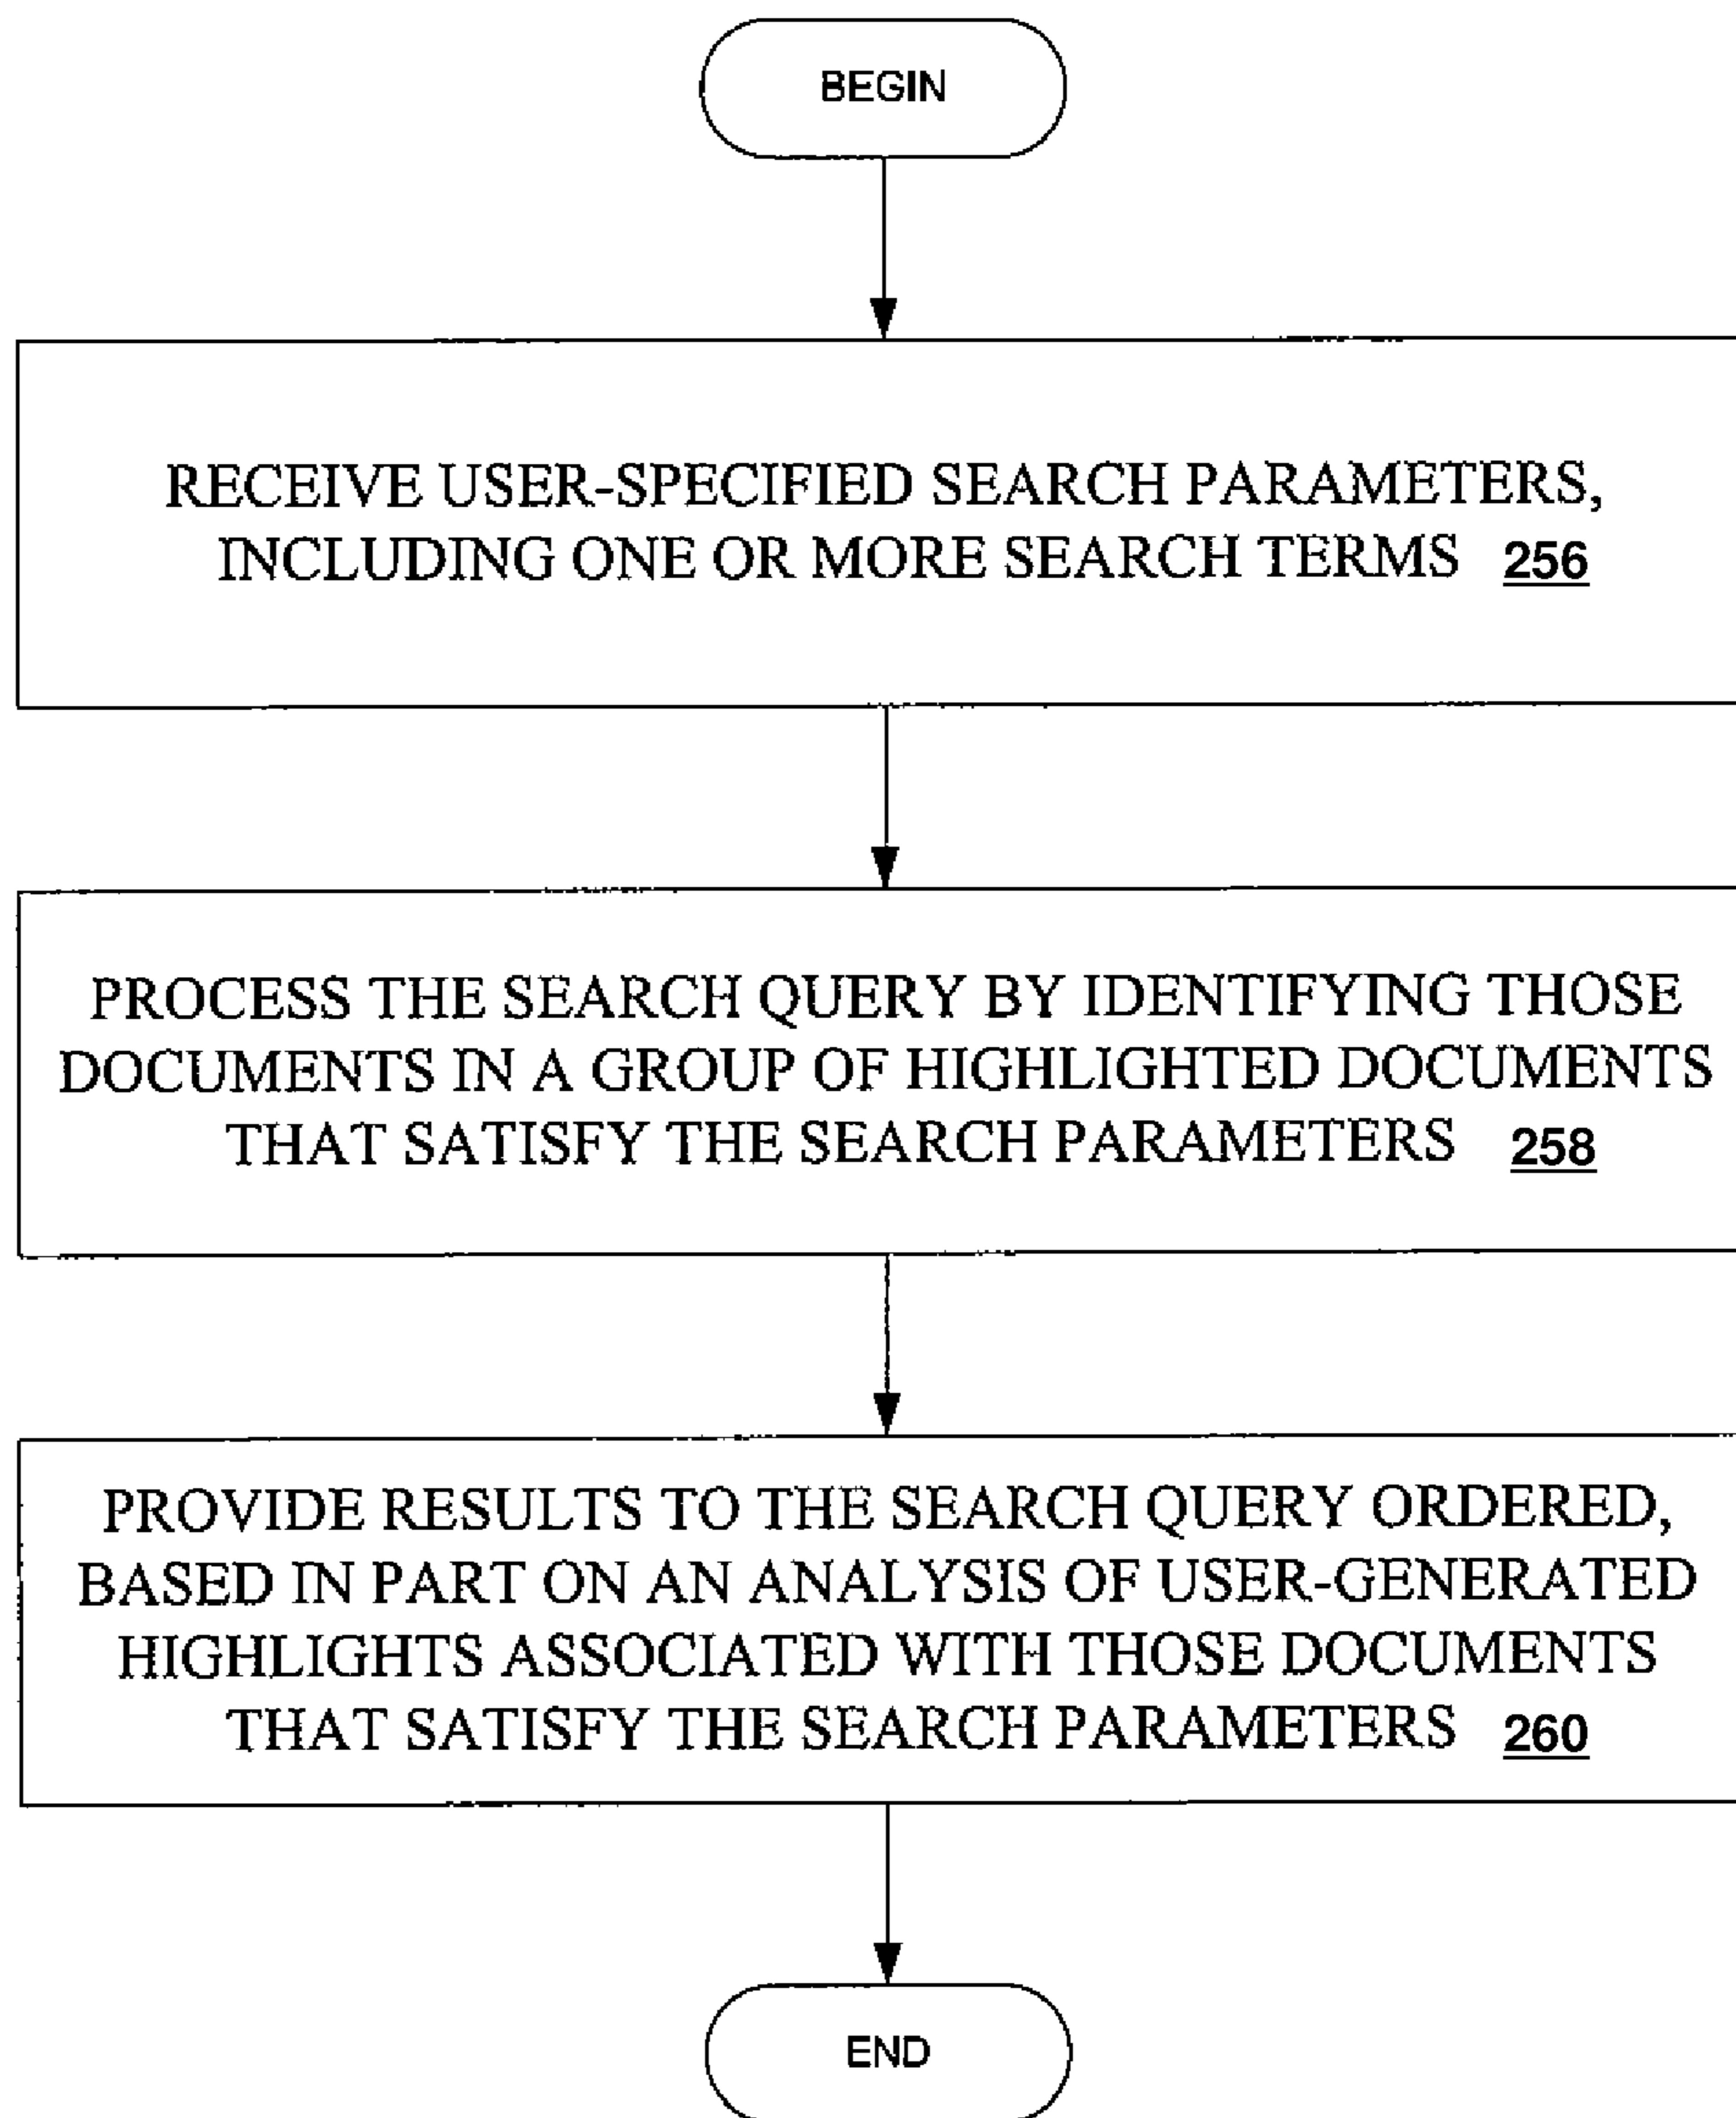 BEGIN
RECEIVE USER-SPECIFIED SEARCH PARAMETERS,
INCLUDING ONE OR MORE SEARCH TERMS 256
PROCESS THE SEARCH QUERY BY IDENTIFYING THOSE
DOCUMENTS IN A GROUP OF HIGHLIGHTED DOCUMENTS
THAT SATISFY THE SEARCH PARAMETERS 258
PROVIDE RESULTS TO THE SEARCH QUERY ORDERED,
BASED IN PART ON AN ANALYSIS OF USER-GENERATED
HIGHLIGHTS ASSOCIATED WITH THOSE DOCUMENTS
THAT SATISFY THE SEARCH PARAMETERS 260
END